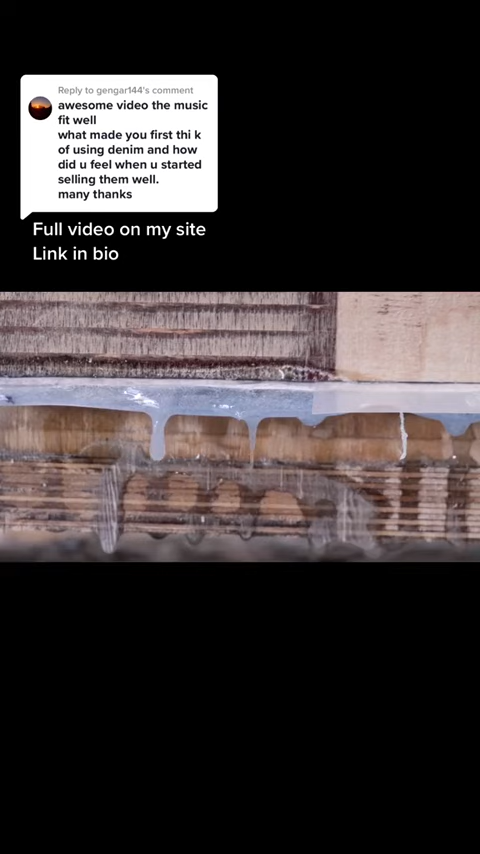 Reply to gengar144's comment
awesome video the music
fit well
what made you first thi k
of using denim and how
did u feel when u started
selling them well.
many thanks
Full video on my site
Link in bio